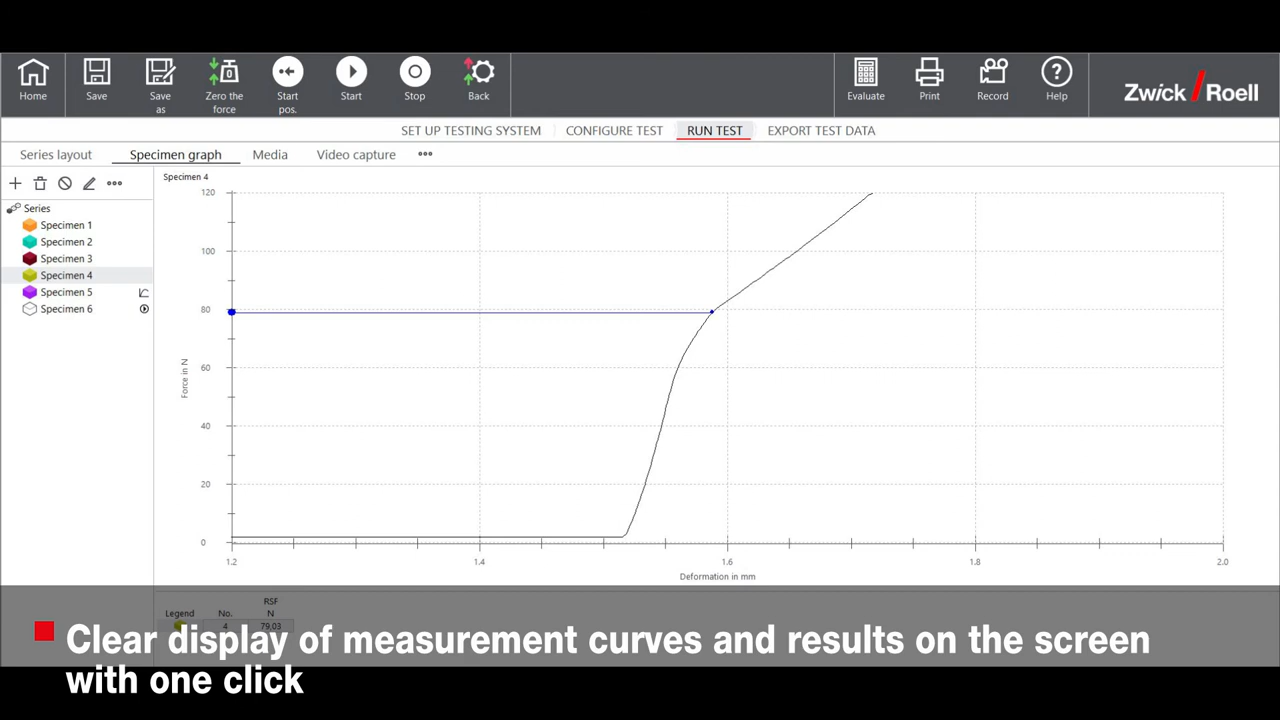 Home
Save
Save as
Zero the force
Start pos.
Start
Stop
Back
Evaluate
Print
Record
Help
Zwick/Roell
SET UP TESTING SYSTEM
CONFIGURE TEST
RUN TEST
EXPORT TEST DATA
Series layout
Specimen graph
Media
Video capture
Series
Specimen 1
Specimen 2
Specimen 3
Specimen 4
Specimen 5
Specimen 6
Specimen 4
120
100
80
60
40
20
0
Force in N
1.2
1.4
1.6
1.8
2.0
Deformation in mm
RSF
Legend No. N
4 79,03
Clear display of measurement curves and results on the screen
with one click